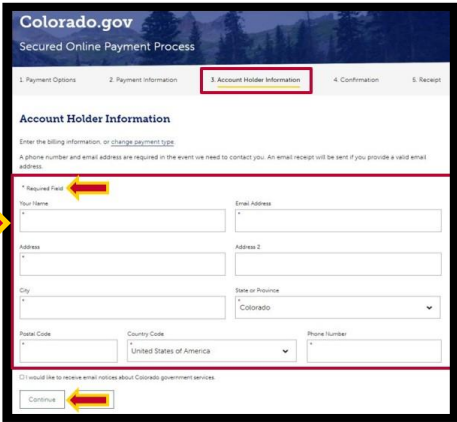 Colorado.gov
Secured Online Payment Process
1. Payment Options 2. Payment Information 3. Account Holder Information 4. Confirmation 5. Receipt
Account Holder Information
Enter the billing information, or change payment type.
A phone number and email address are required in the event we need to contact you. An email receipt will be sent if you provide a valid email
address.
* Required Field
Your Name Email Address
* *
Address Address 2
*
City State or Province
* * Colorado
Postal Code Country Code Phone Number
* * United States of America *
I would like to receive email notices about Colorado government services.
Continue